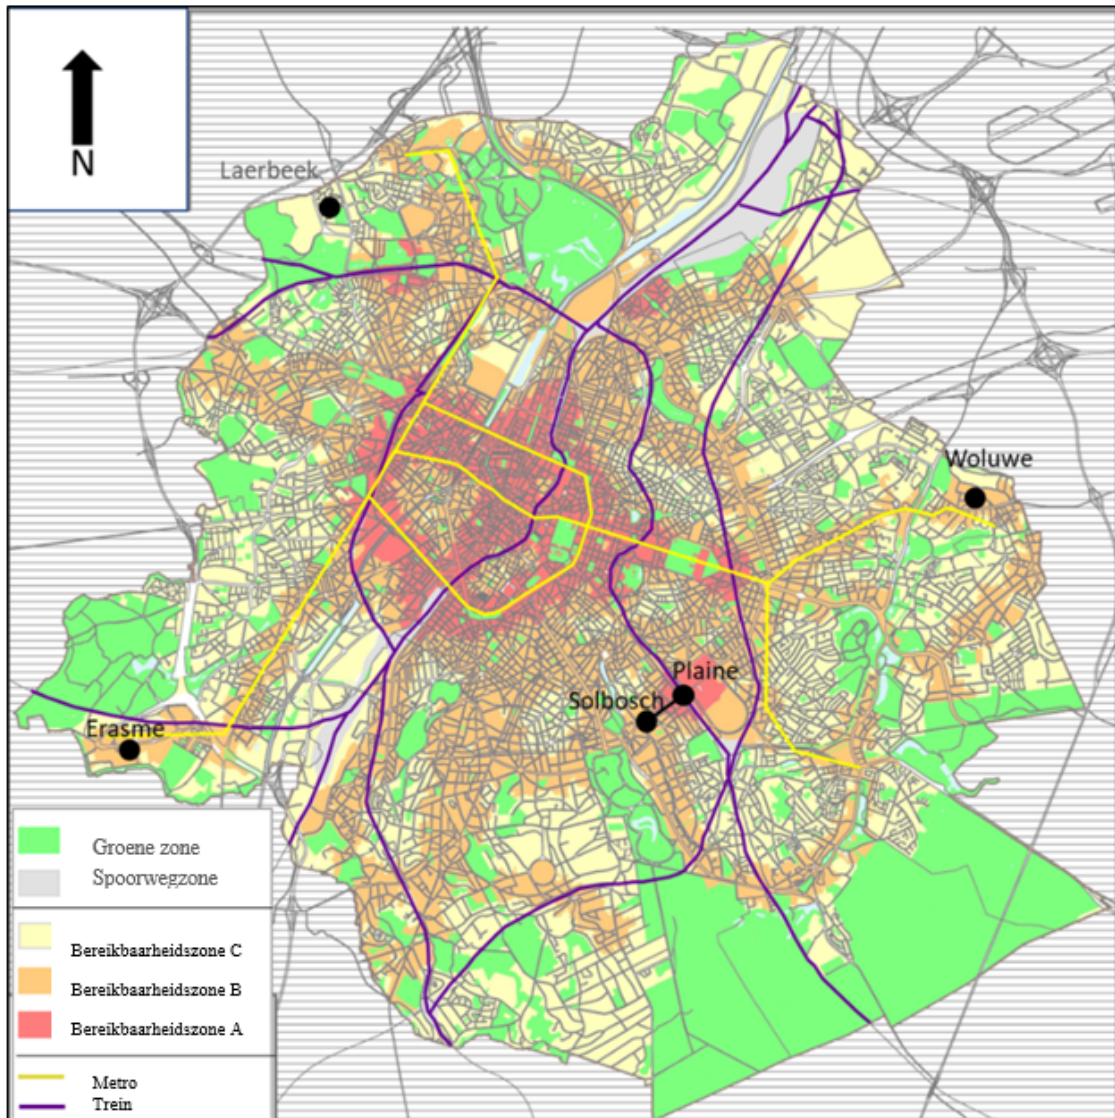 N
Laerbeek
Woluwe
Plaine
Solbosch
Erasme
Groene zone
Spoorwegzone
Bereikbaarheidszone C
Bereikbaarheidszone B
Bereikbaarheidszone A
Metro
Trein